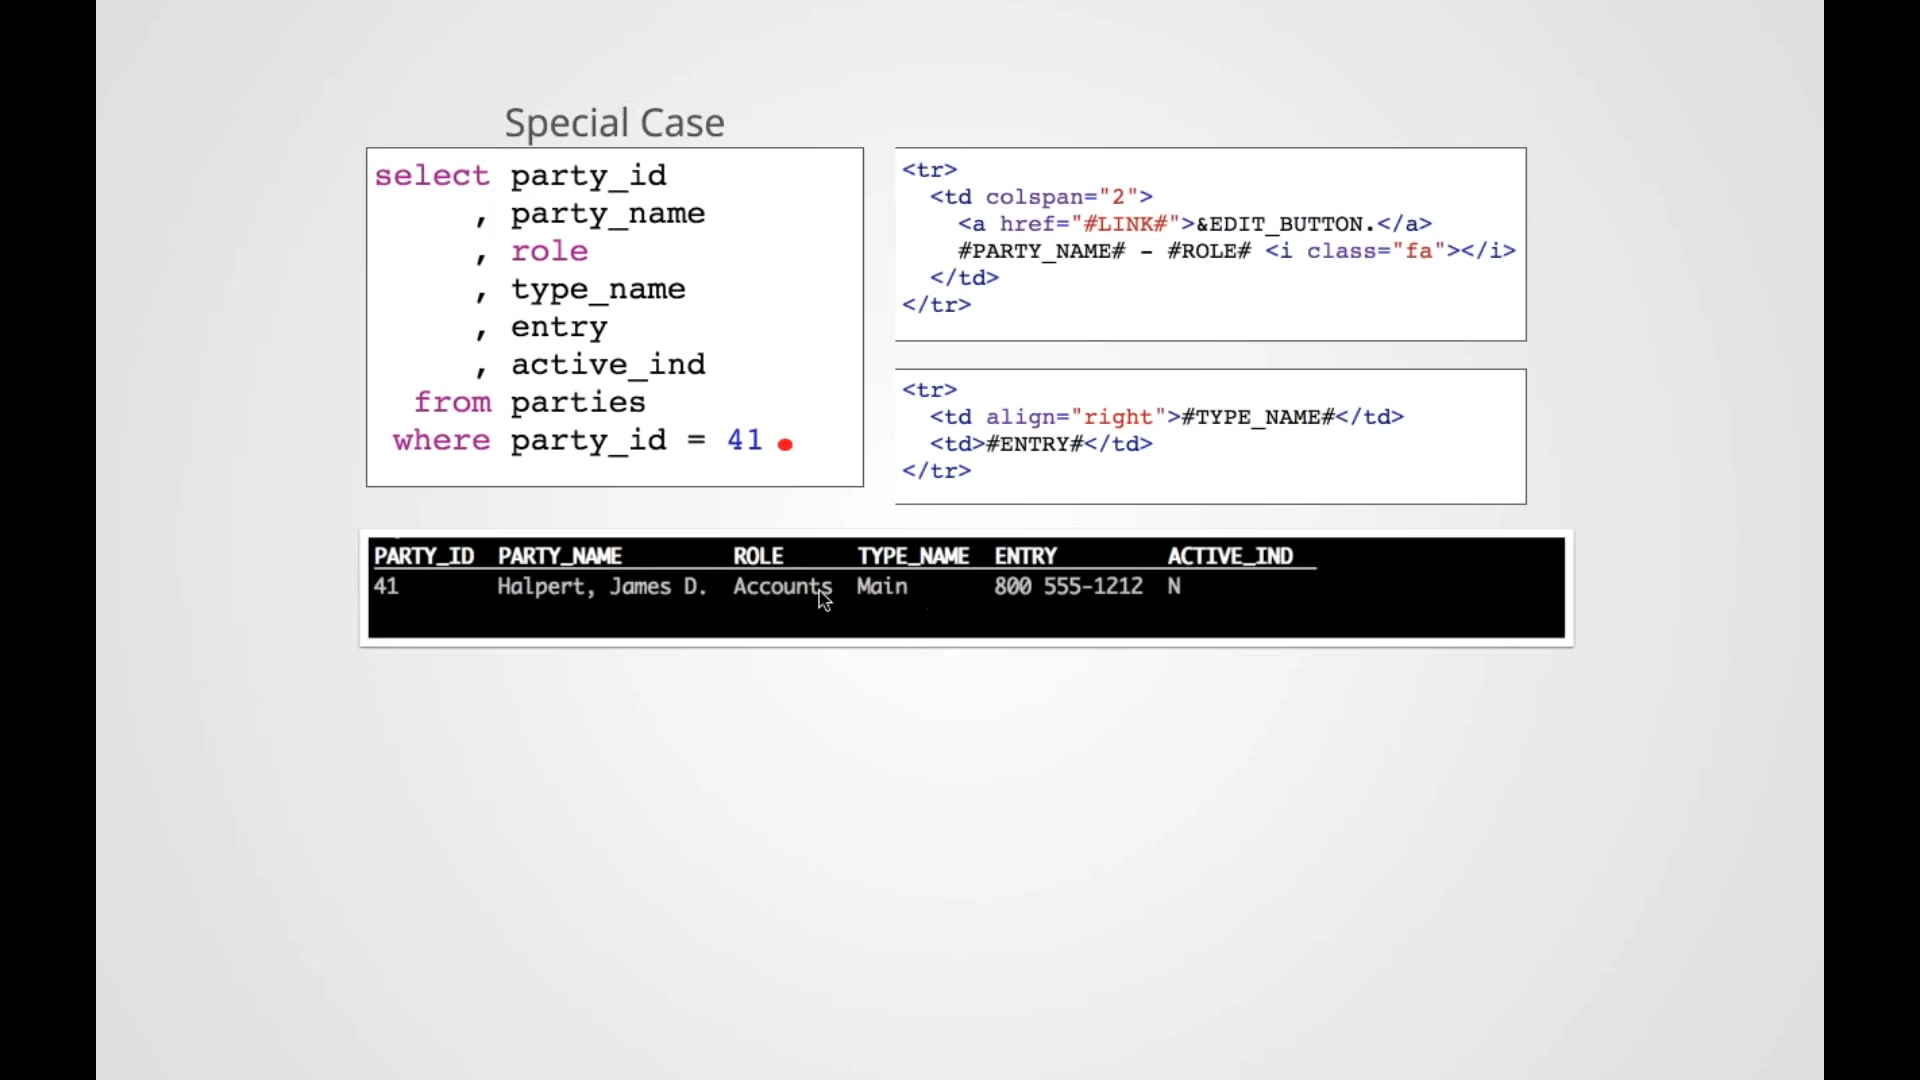 Special Case
select party_id
, party_name
, role
, type_name
, entry
, active_ind
from parties
where party_id = 41
<tr>
<td colspan="2">
<a href="#LINK#">&EDIT_BUTTON.</a>
#PARTY_NAME# - #ROLE# <i class="fa"></i>
</td>
</tr>
<tr>
<td align="right">#TYPE_NAME#</td>
<td>#ENTRY#</td>
</tr>
PARTY_ID PARTY_NAME ROLE TYPE_NAME ENTRY ACTIVE_IND
41 Halpert, James D. Accounts Main 800 555-1212 N